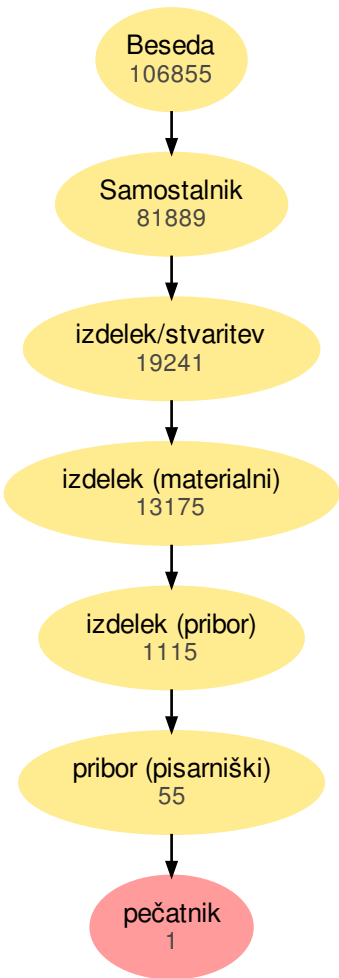 Beseda
106855
Samostalnik
81889
izdelek/stvaritev
19241
izdelek (materialni)
13175
izdelek (pribor)
1115
pribor (pisarniški)
55
pečatnik
1